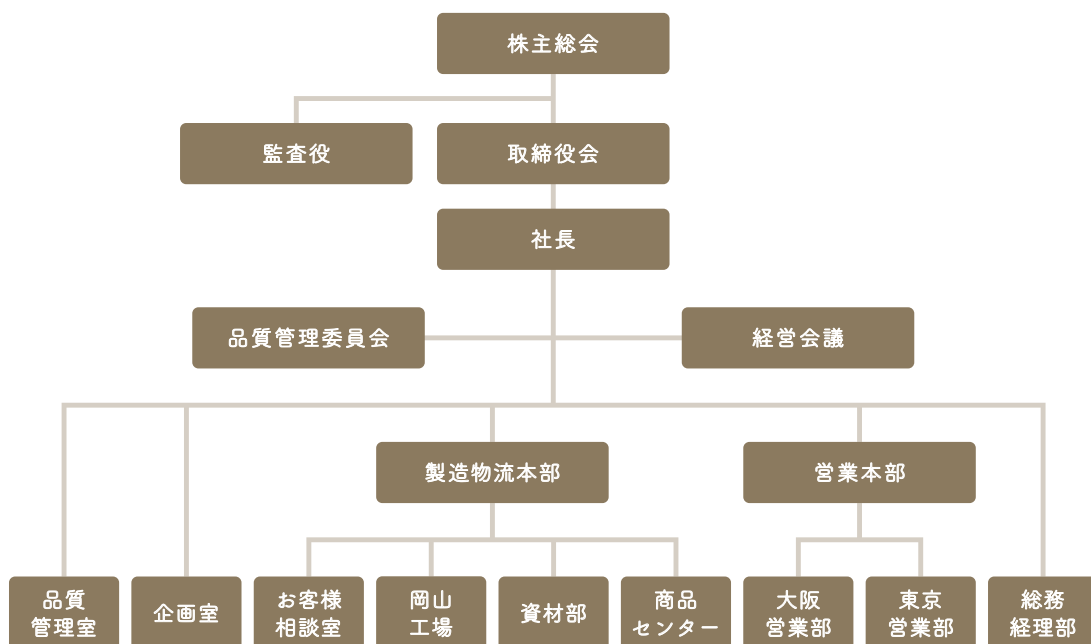 株主総会
監査役
取締役会
社長
品質管理委員会
経営会議
製造物流本部
営業本部
品質
管理室
企画室
お客様
相談室
岡山
工場
資材部
商品
センター
大阪
営業部
東京
営業部
総務
経理部